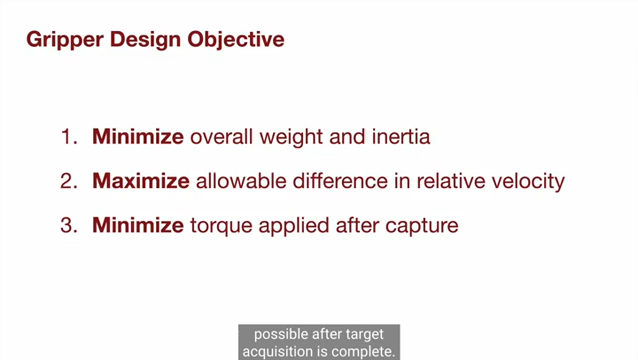 Gripper Design Objective
1. Minimize overall weight and inertia
2. Maximize allowable difference in relative velocity
3. Minimize torque applied after capture
possible after target
acquisition is complete.